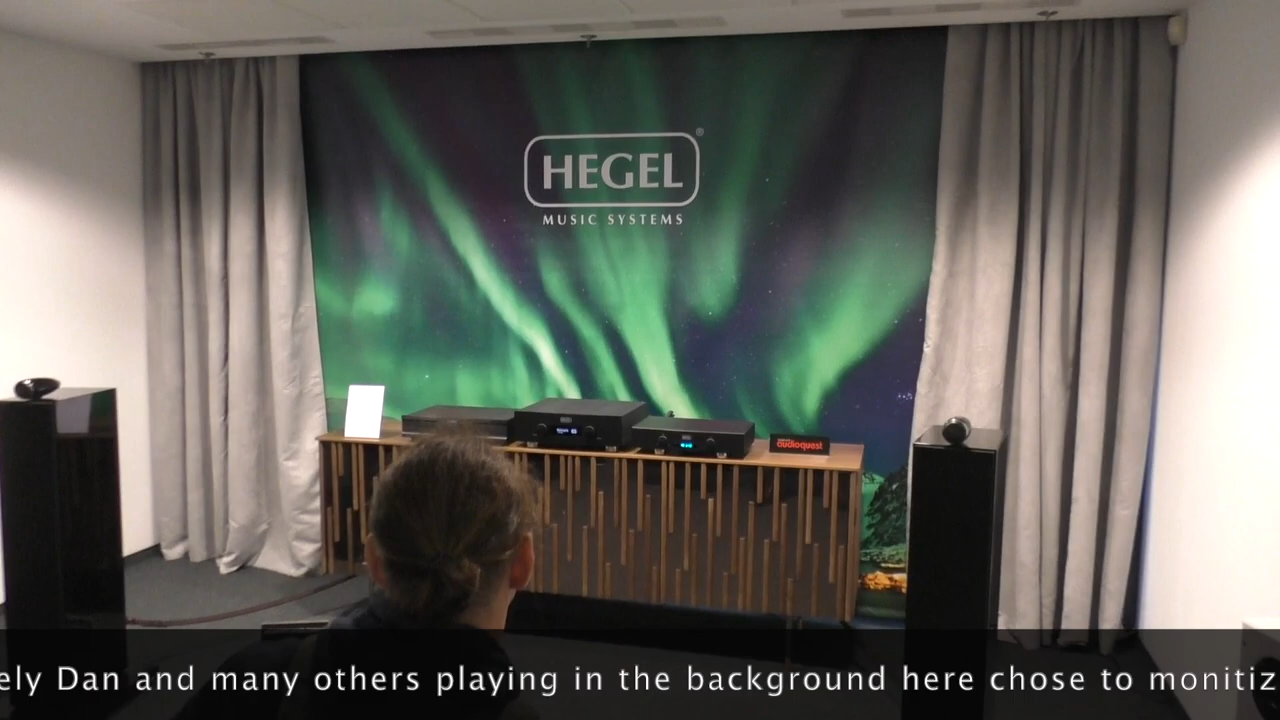 HEGEL®
MUSIC SYSTEMS
audioquest
ely Dan and many others playing in the background here chose to monitiz